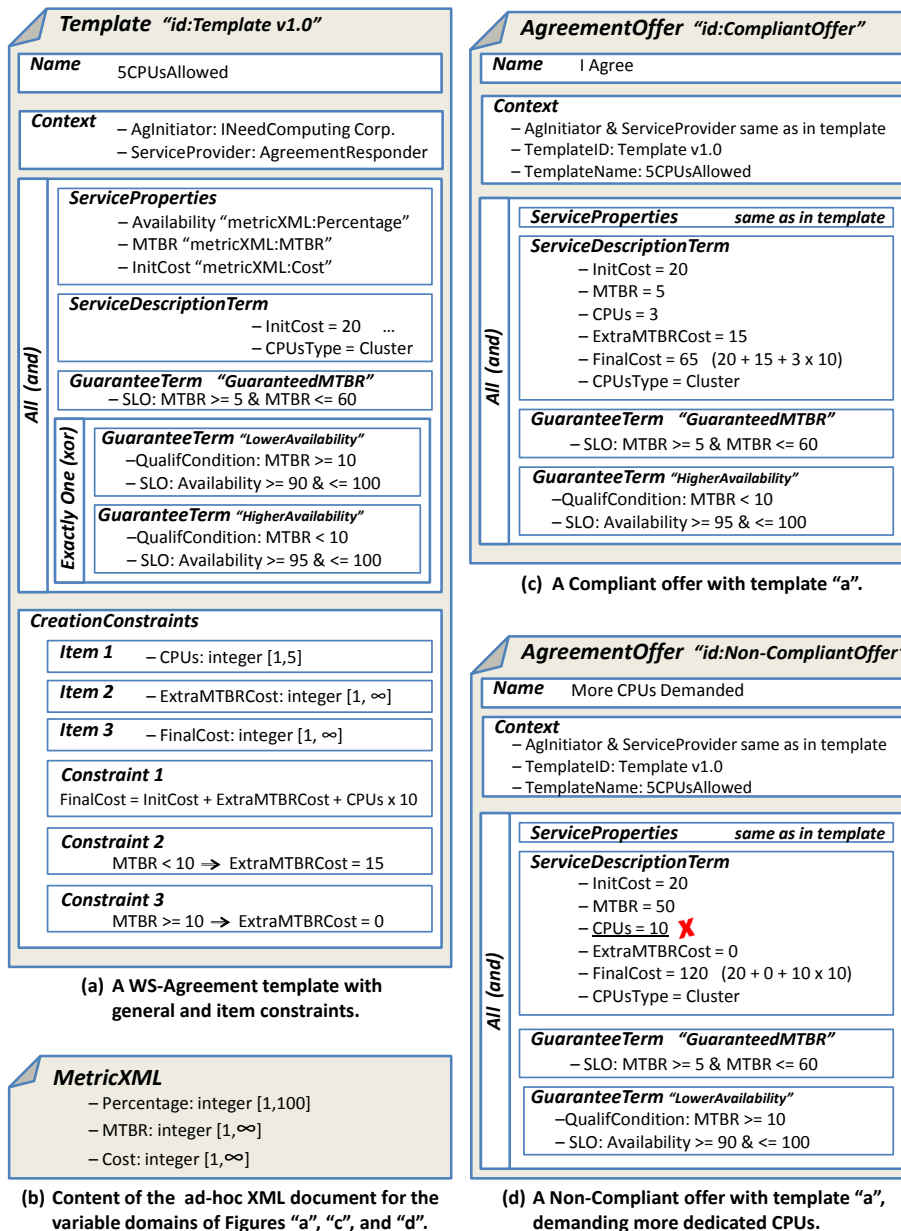 Template "id:Template v1.0"
Name
5CPUsAllowed
Context
– AgInitiator: INeedComputing Corp.
– ServiceProvider: AgreementResponder
All (and)
ServiceProperties
– Availability "metricXML:Percentage"
– MTBR "metricXML:MTBR"
– InitCost "metricXML:Cost"
ServiceDescriptionTerm
– InitCost = 20 ...
– CPUsType = Cluster
GuaranteeTerm "GuaranteedMTBR"
– SLO: MTBR >= 5 & MTBR <= 60
Exactly One (xor)
GuaranteeTerm "LowerAvailability"
–QualifCondition: MTBR >= 10
– SLO: Availability >= 90 & <= 100
GuaranteeTerm "HigherAvailability"
–QualifCondition: MTBR < 10
– SLO: Availability >= 95 & <= 100
CreationConstraints
Item 1 – CPUs: integer [1,5]
Item 2 – ExtraMTBRCost: integer [1, ∞]
Item 3 – FinalCost: integer [1, ∞]
Constraint 1
FinalCost = InitCost + ExtraMTBRCost + CPUs x 10
Constraint 2
MTBR < 10 → ExtraMTBRCost = 15
Constraint 3
MTBR >= 10 → ExtraMTBRCost = 0
(a) A WS-Agreement template with
general and item constraints.
MetricXML
– Percentage: integer [1,100]
– MTBR: integer [1,∞]
– Cost: integer [1,∞]
(b) Content of the ad-hoc XML document for the
variable domains of Figures "a", "c", and "d".
AgreementOffer "id:CompliantOffer"
Name I Agree
Context
– AgInitiator & ServiceProvider same as in template
– TemplateID: Template v1.0
– TemplateName: 5CPUsAllowed
All (and)
ServiceProperties same as in template
ServiceDescriptionTerm
– InitCost = 20
– MTBR = 5
– CPUs = 3
– ExtraMTBRCost = 15
– FinalCost = 65 (20 + 15 + 3 x 10)
– CPUsType = Cluster
GuaranteeTerm "GuaranteedMTBR"
– SLO: MTBR >= 5 & MTBR <= 60
GuaranteeTerm "HigherAvailability"
–QualifCondition: MTBR < 10
– SLO: Availability >= 95 & <= 100
(c) A Compliant offer with template "a".
AgreementOffer "id:Non-CompliantOffer"
Name More CPUs Demanded
Context
– AgInitiator & ServiceProvider same as in template
– TemplateID: Template v1.0
– TemplateName: 5CPUsAllowed
All (and)
ServiceProperties same as in template
ServiceDescriptionTerm
– InitCost = 20
– MTBR = 50
– CPUs = 10 ✗
– ExtraMTBRCost = 0
– FinalCost = 120 (20 + 0 + 10 x 10)
– CPUsType = Cluster
GuaranteeTerm "GuaranteedMTBR"
– SLO: MTBR >= 5 & MTBR <= 60
GuaranteeTerm "LowerAvailability"
–QualifCondition: MTBR >= 10
– SLO: Availability >= 90 & <= 100
(d) A Non-Compliant offer with template "a",
demanding more dedicated CPUs.